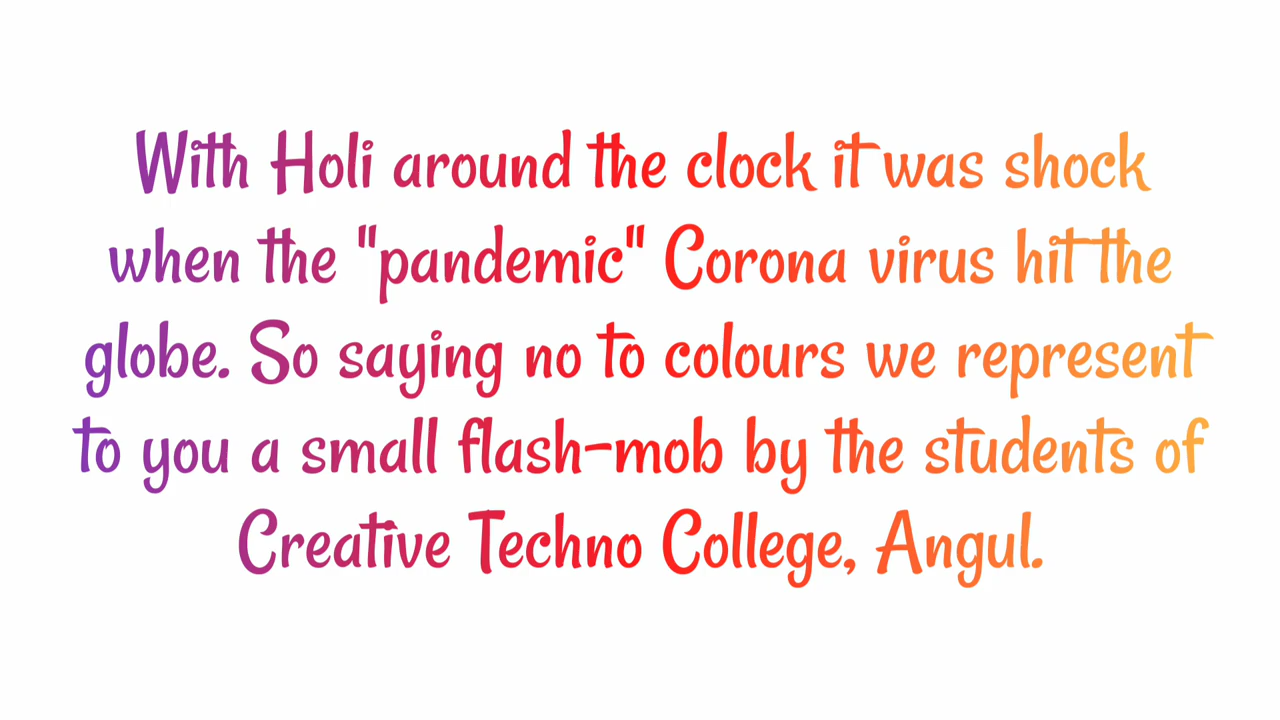 With Holi around the clock it was shock
when the "pandemic" Corona virus hit the
globe. So saying no to colours we represent
to you a small flash-mob by the students of
Creative Techno College, Angul.